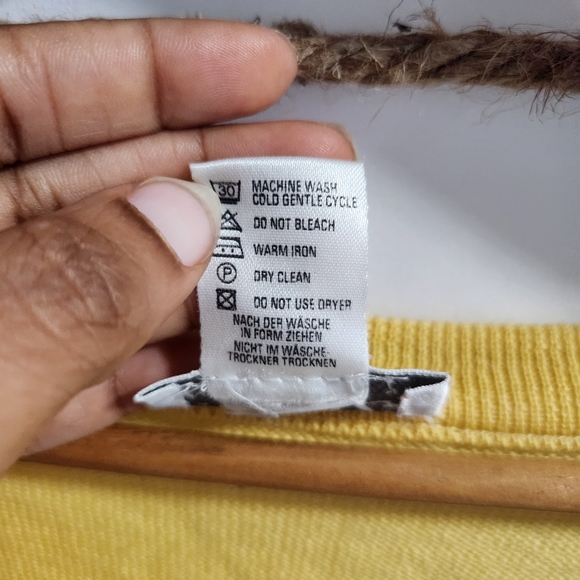 30
MACHINE WASH
COLD GENTLE CYCLE
DO NOT BLEACH
WARM IRON
P
DRY CLEAN
DO NOT USE DRYER
NACH DER WÄSCHE
IN FORM ZIEHEN
NICHT IM WÄSCHE-
TROCKNER TROCKNEN